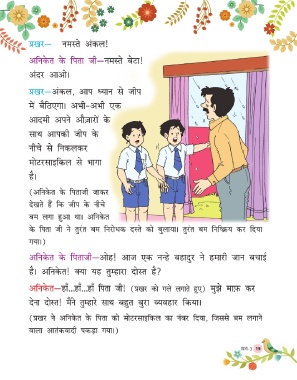 प्रखर— नमस्ते अंकल!
अनिकेत के पिता जी—नमस्ते बेटा!
अंदर आओ।
प्रखर—अंकल, आप ध्यान से जीप
में बैठिएगा। अभी-अभी एक
आदमी अपने औज़ारों के
साथ आपकी जीप के
नीचे से निकलकर
मोटरसाइकिल से भागा
है।
(अनिकेत के पिताजी जाकर
देखते हैं कि जीप के नीचे
बम लगा हुआ था। अनिकेत
के पिता जी ने तुरंत बम निरोधक दस्ते को बुलाया। तुरंत बम निष्क्रिय कर दिया
गया।)
अनिकेत के पिताजी—ओह! आज एक नन्हे बहादुर ने हमारी जान बचाई
है। अनिकेत! क्या यह तुम्हारा दोस्त है?
अनिकेत—हाँ...हाँ...हाँ पिता जी! (प्रखर को गले लगाते हुए) मुझे माफ़ कर
देना दोस्त! मैंने तुम्हारे साथ बहुत बुरा व्यवहार किया।
(प्रखर ने अनिकेत के पिता को मोटरसाइकिल का नंबर दिया, जिससे बम लगाने
वाला आतंकवादी पकड़ा गया।)